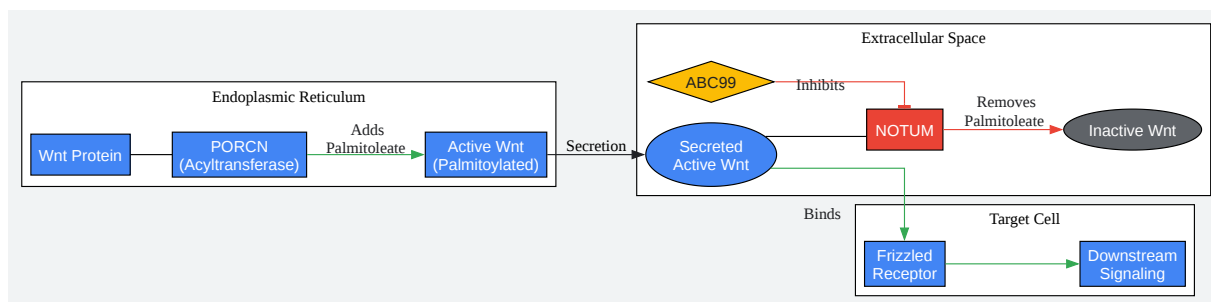 Extracellular Space
ABC99
Inhibits
Endoplasmic Reticulum
Wnt Protein
PORCN
(Acyltransferase)
Adds
Palmitoleate
Active Wnt
(Palmitoylated)
Secretion
Secreted
Active Wnt
NOTUM
Removes
Palmitoleate
Inactive Wnt
Binds
Target Cell
Frizzled
Receptor
Downstream
Signaling